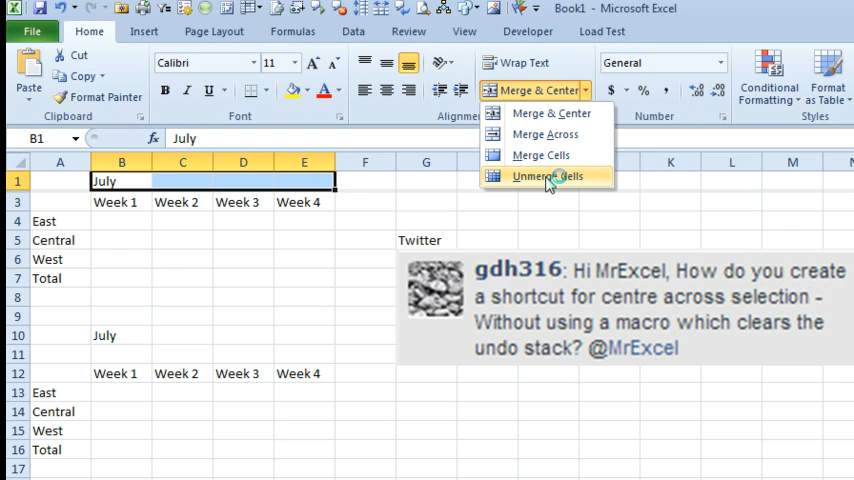 Book1 - Microsoft Excel
File Home Insert Page Layout Formulas Data Review View Developer Load Test
Cut
Copy
Format Painter
Paste
Clipboard
Calibri 11
B I U A
Font
Wrap Text
Merge & Center
Alignme
General
$ % ,
Number
Conditional Formatting
Format as Table
Styles
Merge & Center
Merge Across
Merge Cells
Unmerge Cells
B1 fx July
A B C D E F G K L M N
1 July
3 Week 1 Week 2 Week 3 Week 4
4 East
5 Central Twitter
6 West
7 Total
8
9
10 July
11
12 Week 1 Week 2 Week 3 Week 4
13 East
14 Central
15 West
16 Total
17
gdh316: Hi MrExcel, How do you create
a shortcut for centre across selection -
Without using a macro which clears the
undo stack? @MrExcel